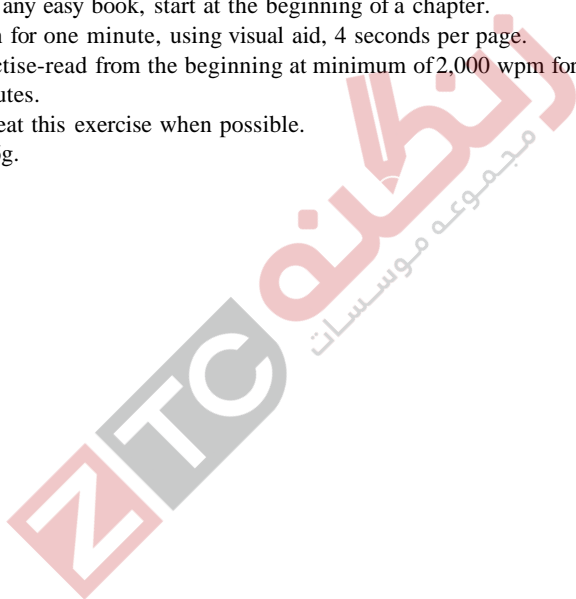 any easy book, start at the beginning of a chapter.
for one minute, using visual aid, 4 seconds per page.
ctise-read from the beginning at minimum of 2,000 wpm for
utes.
eat this exercise when possible.
g.
زنگانه
مجموعه موسسات
ZTC